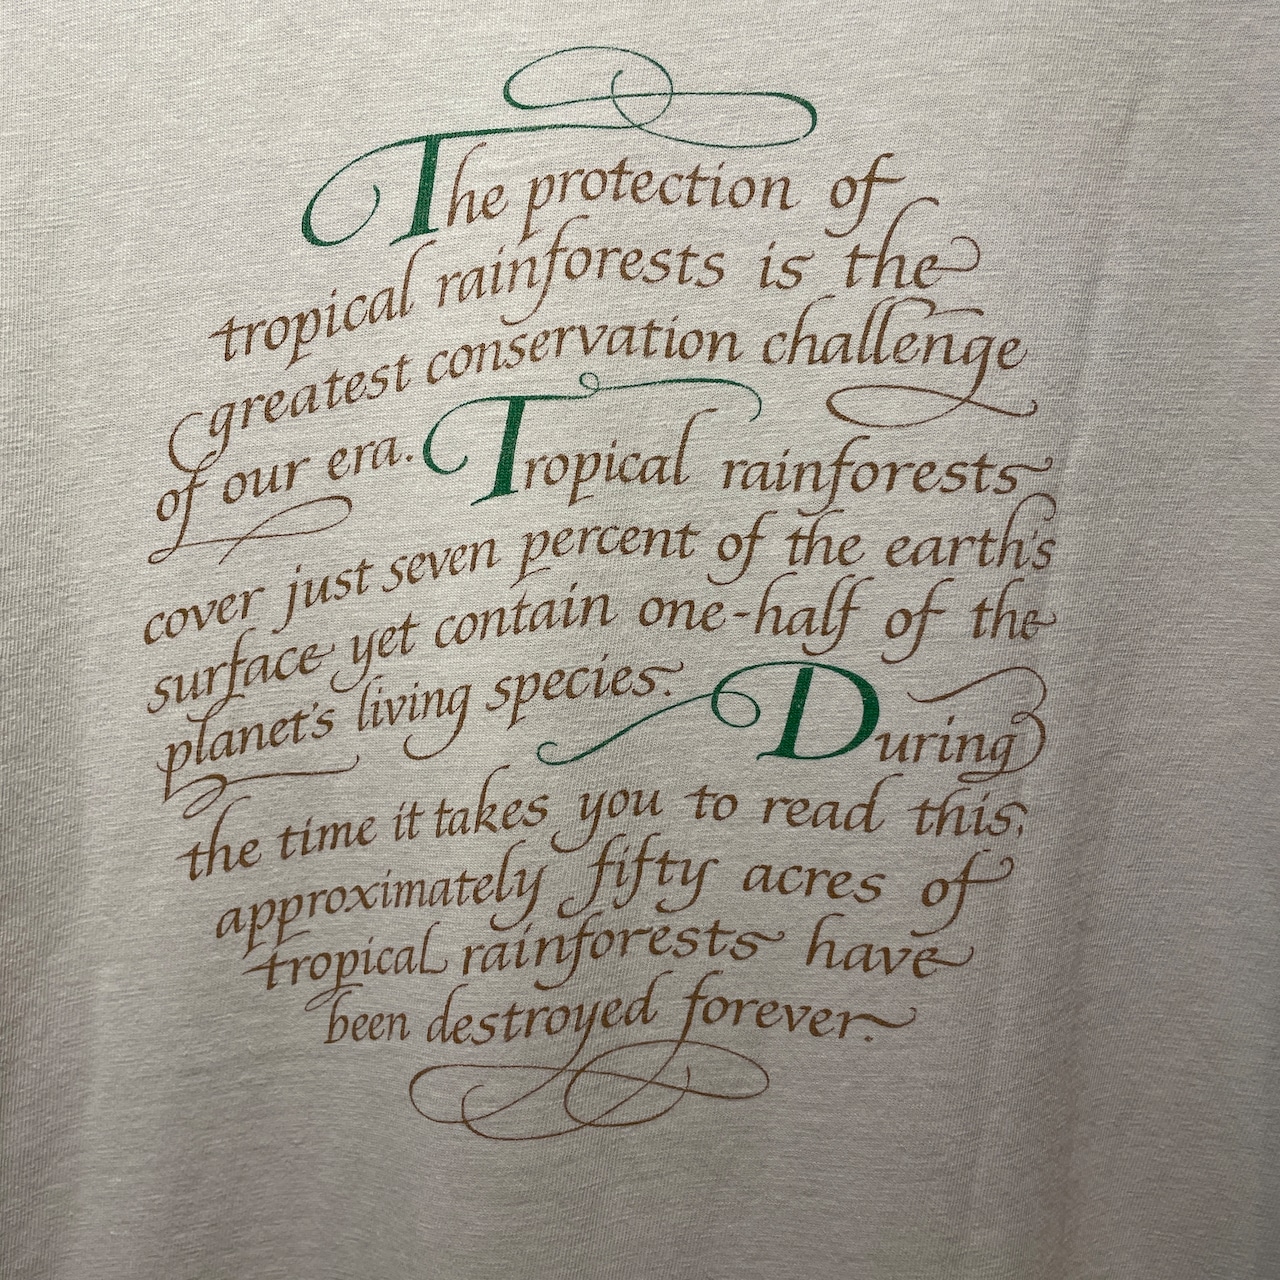 The protection of
tropical rainforests is the
greatest conservation challenge
of our era. Tropical rainforests
cover just seven percent of the earth's
surface yet contain one-half of the
planet's living species. During
the time it takes you to read this,
approximately fifty acres of
tropical rainforests have
been destroyed forever.